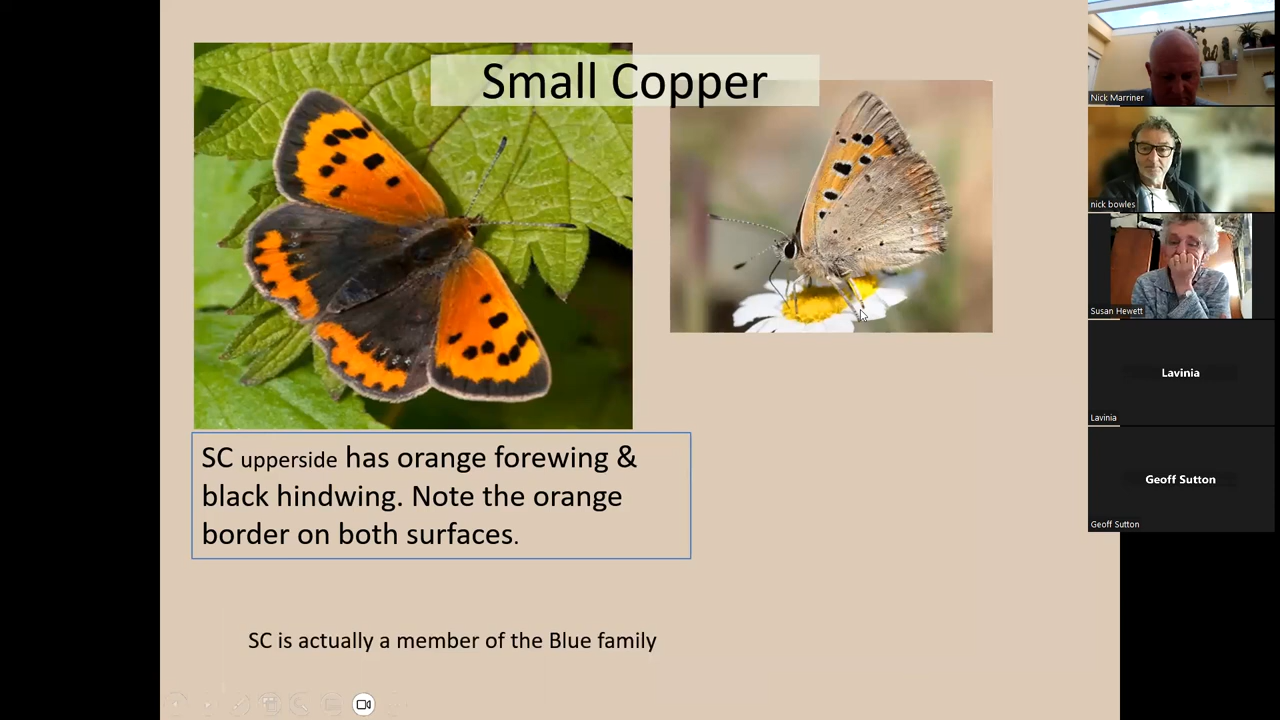 Small Copper
SC upperside has orange forewing &
black hindwing. Note the orange
border on both surfaces.
SC is actually a member of the Blue family
Nick Marriner
nick bowles
Susan Hewett
Lavinia
Lavinia
Geoff Sutton
Geoff Sutton